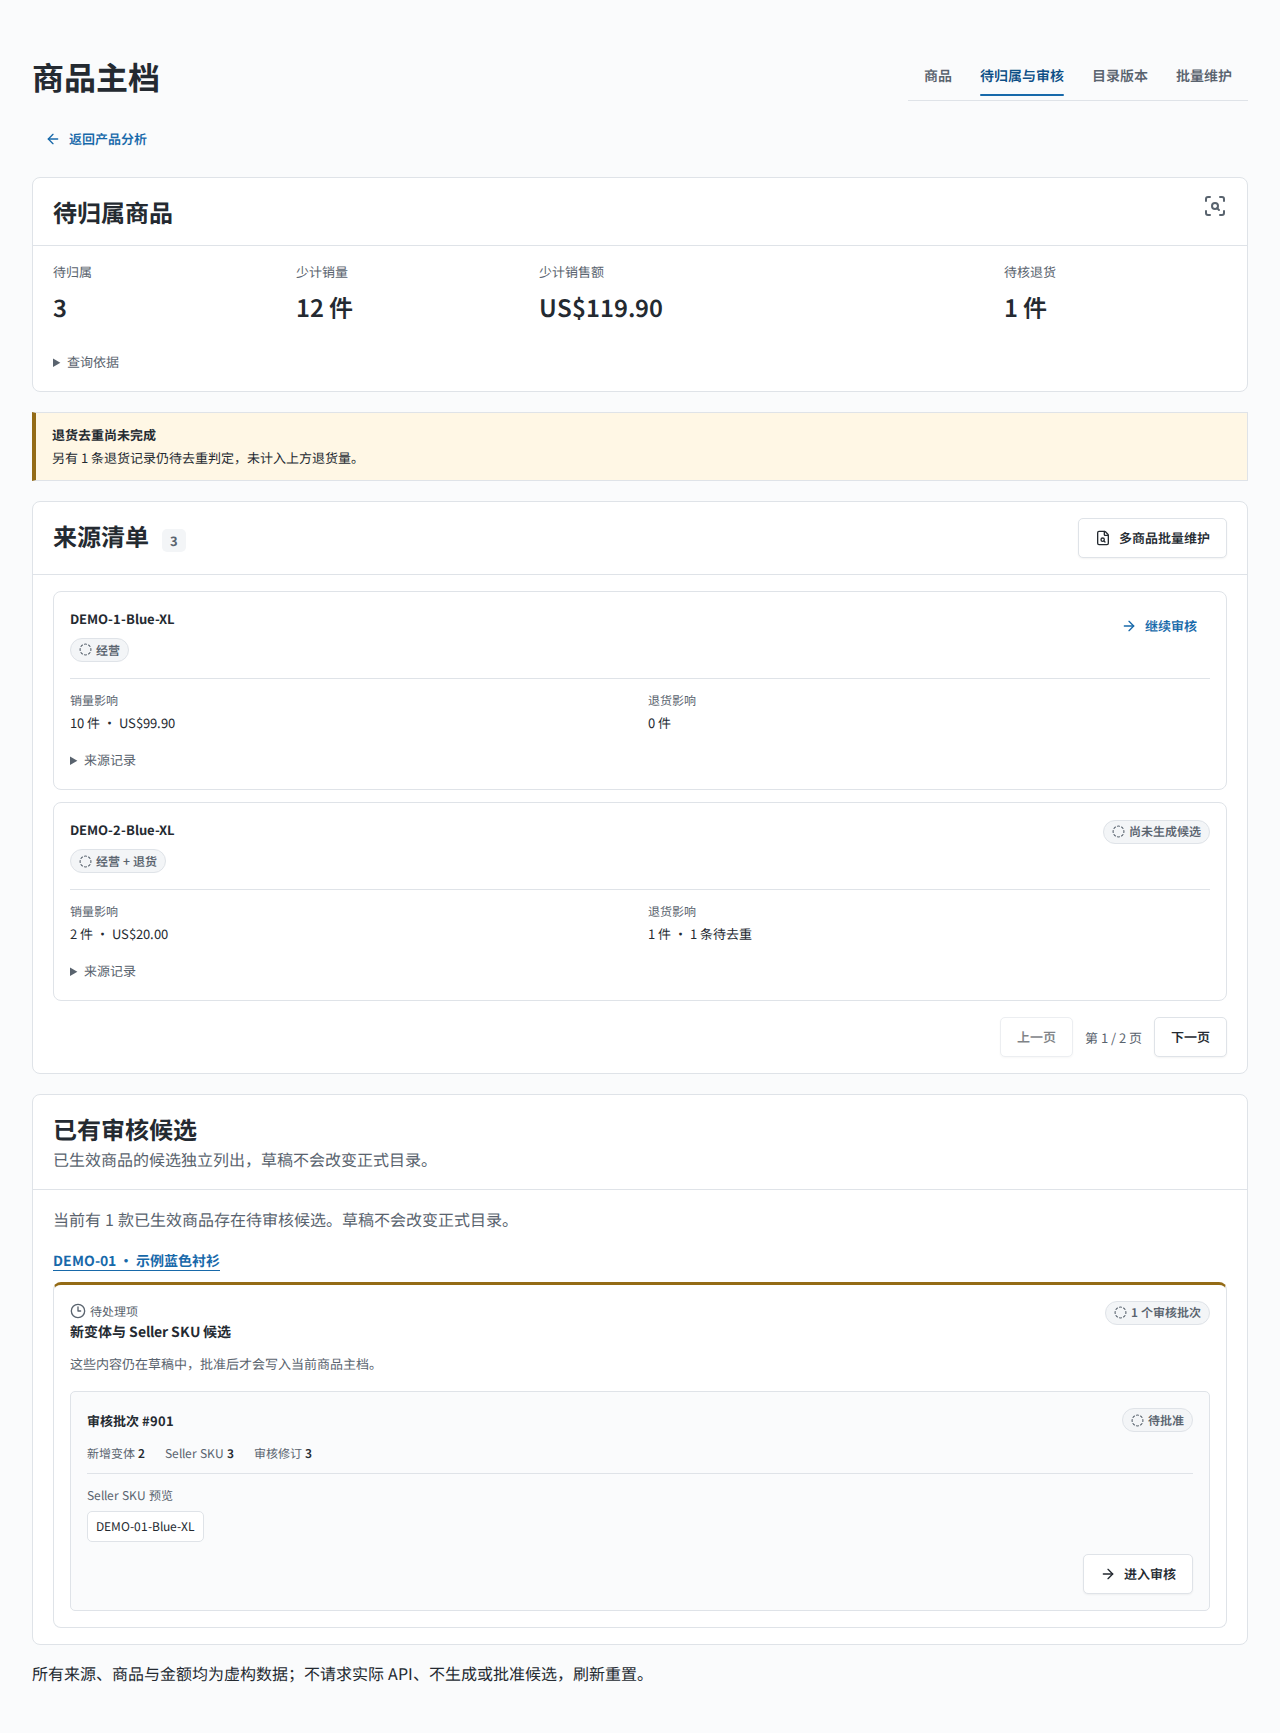 商品主档
商品 待归属与审核 目录版本 批量维护
返回产品分析
待归属商品
待归属 少计销量 少计销售额 待核退货
3 12 件 US$119.90 1 件
查询依据
退货去重尚未完成
另有 1 条退货记录仍待去重判定，未计入上方退货量。
来源清单 3 多商品批量维护
DEMO-1-Blue-XL 继续审核
经营
销量影响 退货影响
10 件 · US$99.90 0 件
来源记录
DEMO-2-Blue-XL 尚未生成候选
经营 + 退货
销量影响 退货影响
2 件 · US$20.00 1 件 · 1 条待去重
来源记录
上一页 第 1 / 2 页 下一页
已有审核候选
已生效商品的候选独立列出，草稿不会改变正式目录。
当前有 1 款已生效商品存在待审核候选。草稿不会改变正式目录。
DEMO-01 · 示例蓝色衬衫
待处理项 1 个审核批次
新变体与 Seller SKU 候选
这些内容仍在草稿中，批准后才会写入当前商品主档。
审核批次 #901 待批准
新增变体 2 Seller SKU 3 审核修订 3
Seller SKU 预览
DEMO-01-Blue-XL
进入审核
所有来源、商品与金额均为虚构数据；不请求实际 API、不生成或批准候选，刷新重置。